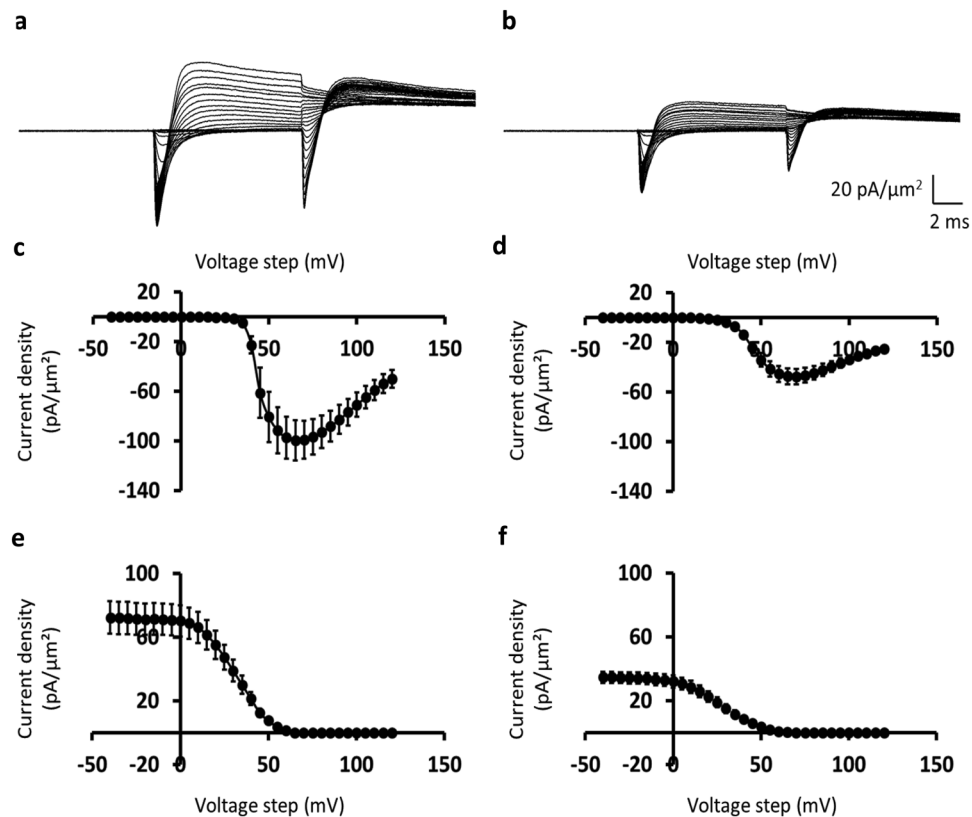 a
b
20 pA/µm²
2 ms
c
Voltage step (mV)
Current density
(pA/µm²)
20
-20
-60
-100
-140
-50
0
50
100
150
d
Voltage step (mV)
Current density
(pA/µm²)
20
-20
-60
-100
-140
-50
0
50
100
150
e
Current density
(pA/µm²)
100
60
20
-20
-50
0
50
100
150
Voltage step (mV)
f
Current density
(pA/µm²)
100
60
20
-20
-50
0
50
100
150
Voltage step (mV)